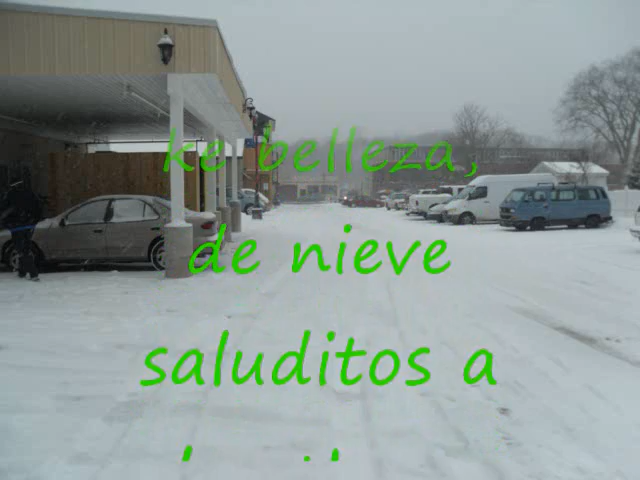 ke belleza,
de nieve
saluditos a